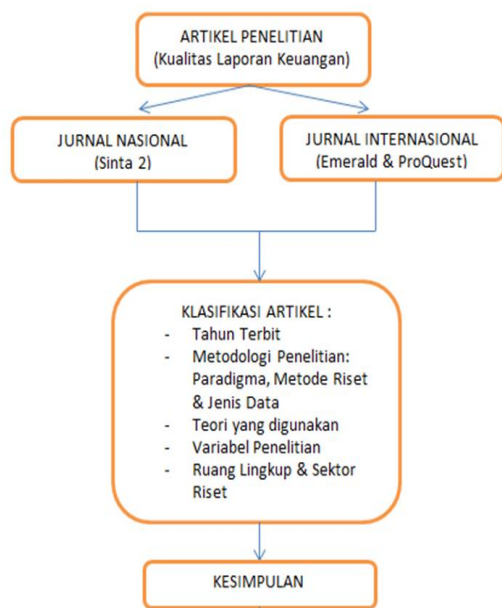 ARTIKEL PENELITIAN
(Kualitas Laporan Keuangan)
JURNAL NASIONAL
(Sinta 2)
JURNAL INTERNASIONAL
(Emerald & ProQuest)
KLASIFIKASI ARTIKEL :
- Tahun Terbit
- Metodologi Penelitian:
Paradigma, Metode Riset
& Jenis Data
- Teori yang digunakan
- Variabel Penelitian
- Ruang Lingkup & Sektor
Riset
KESIMPULAN